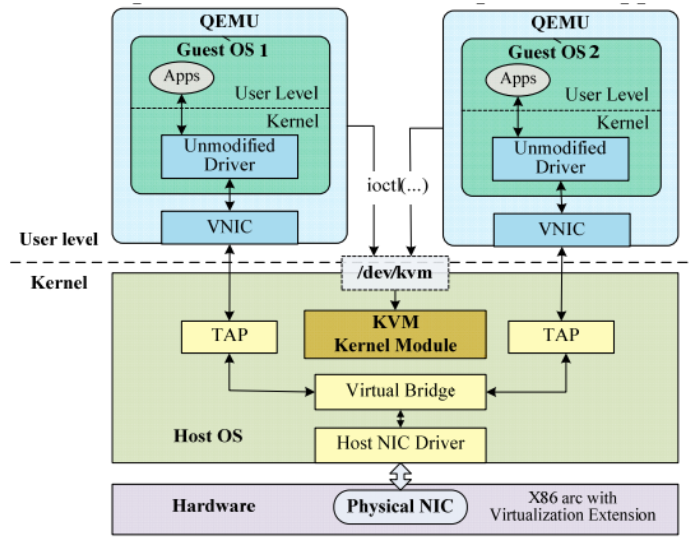 QEMU
Guest OS 1
Apps
User Level
Kernel
Unmodified
Driver
VNIC
QEMU
Guest OS 2
Apps
User Level
Kernel
Unmodified
Driver
VNIC
ioctl(...)
User level
Kernel
/dev/kvm
KVM
Kernel Module
TAP
TAP
Virtual Bridge
Host OS
Host NIC Driver
Hardware
Physical NIC
X86 arc with
Virtualization Extension